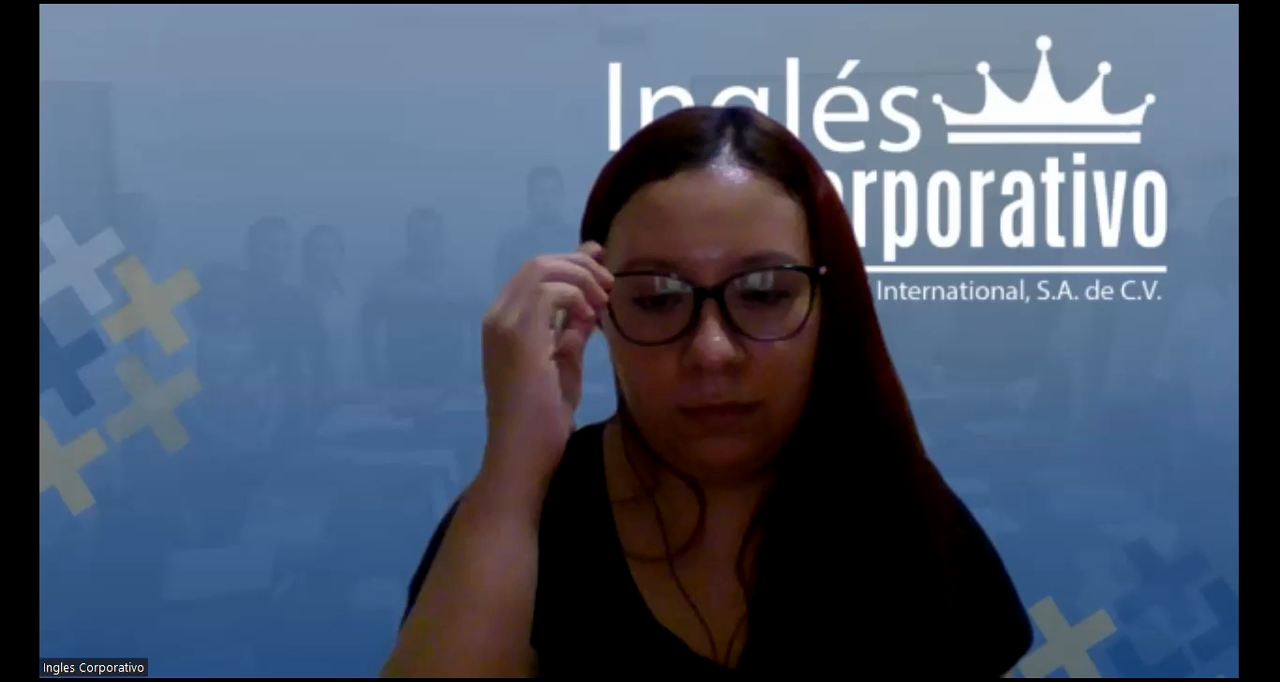 Inglés
rporativo
International, S.A. de C.V.
Ingles Corporativo